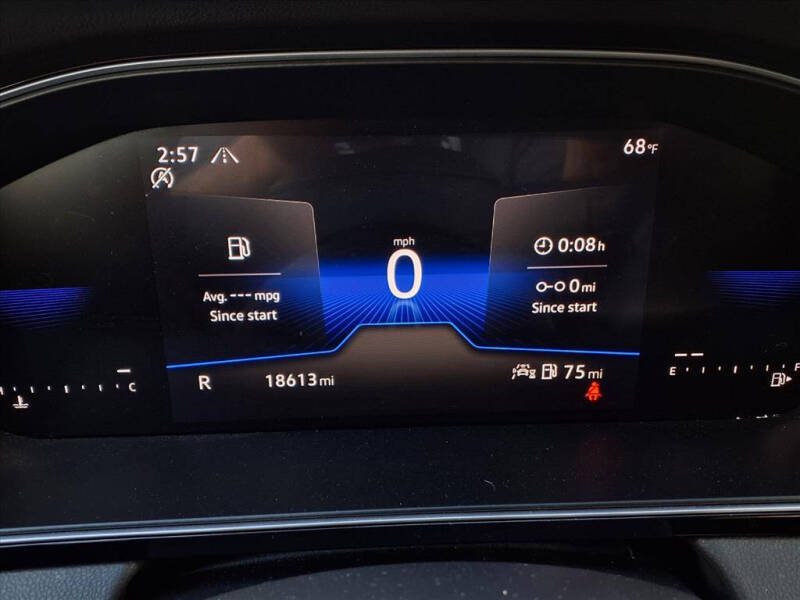 2:57
68°F
mph
0
0:08h
Avg. --- mpg
Since start
0mi
Since start
C
E
F
R
18613mi
75mi